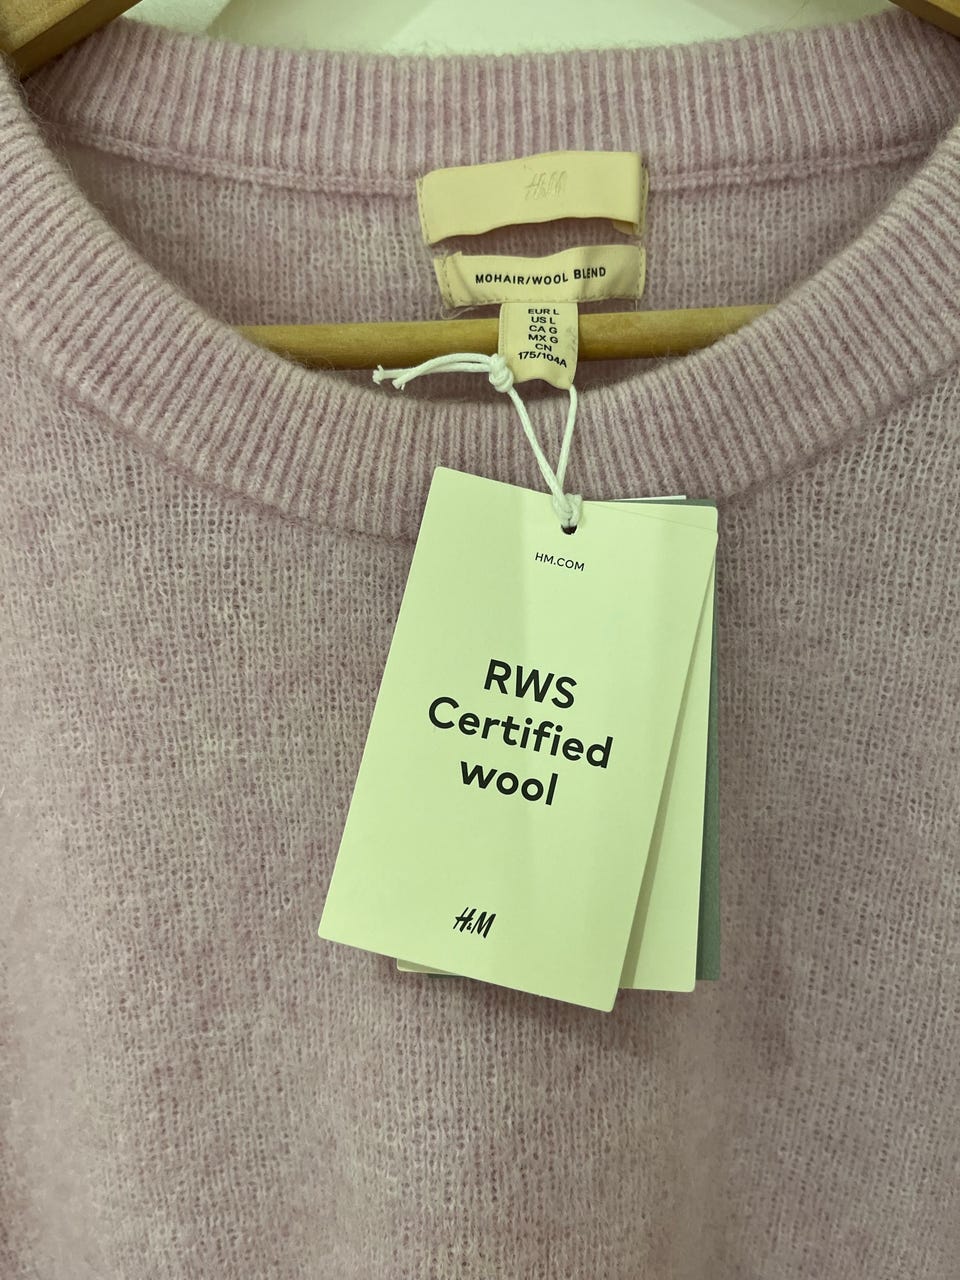 H&M
MOHAIR/WOOL BLEND
EUR L
US L
CA G
MX G
CN
175/104A
HM.COM
RWS
Certified
wool
H&M